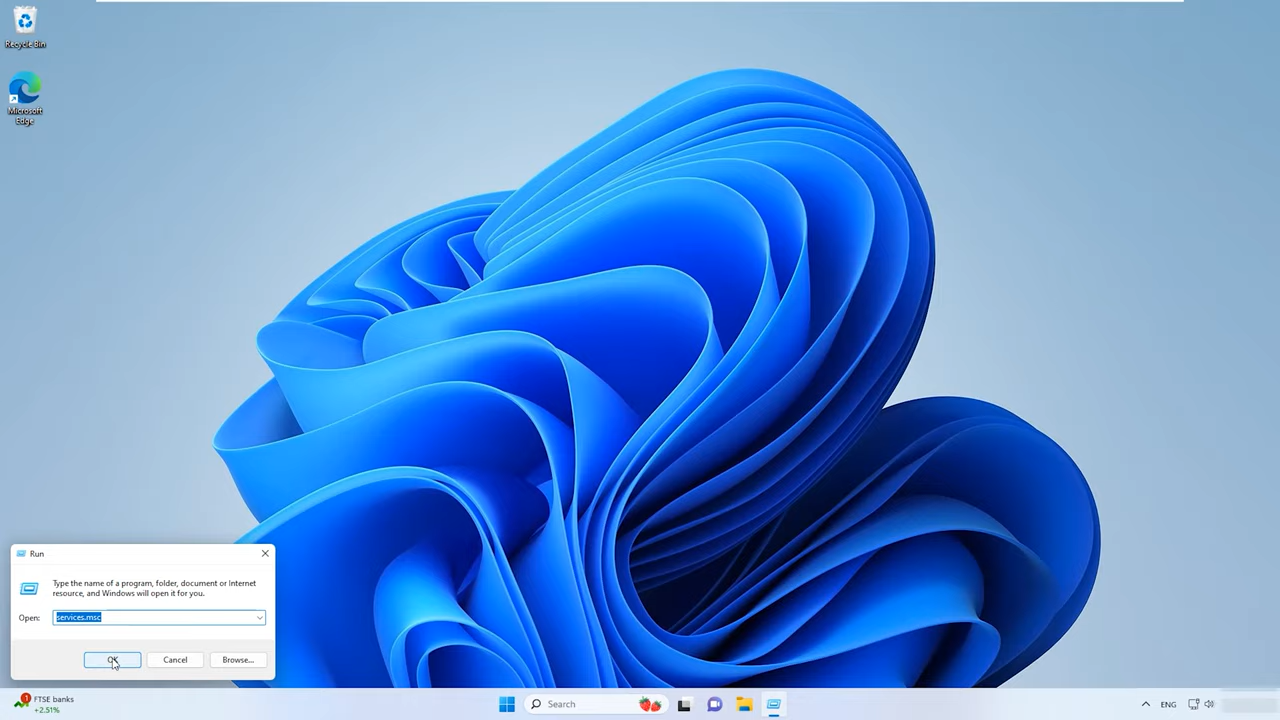 Recycle Bin
Microsoft
Edge
Run
Type the name of a program, folder, document or Internet
resource, and Windows will open it for you.
Open: services.msc
OK Cancel Browse...
1 FTSE banks
+2.51%
Search
ENG